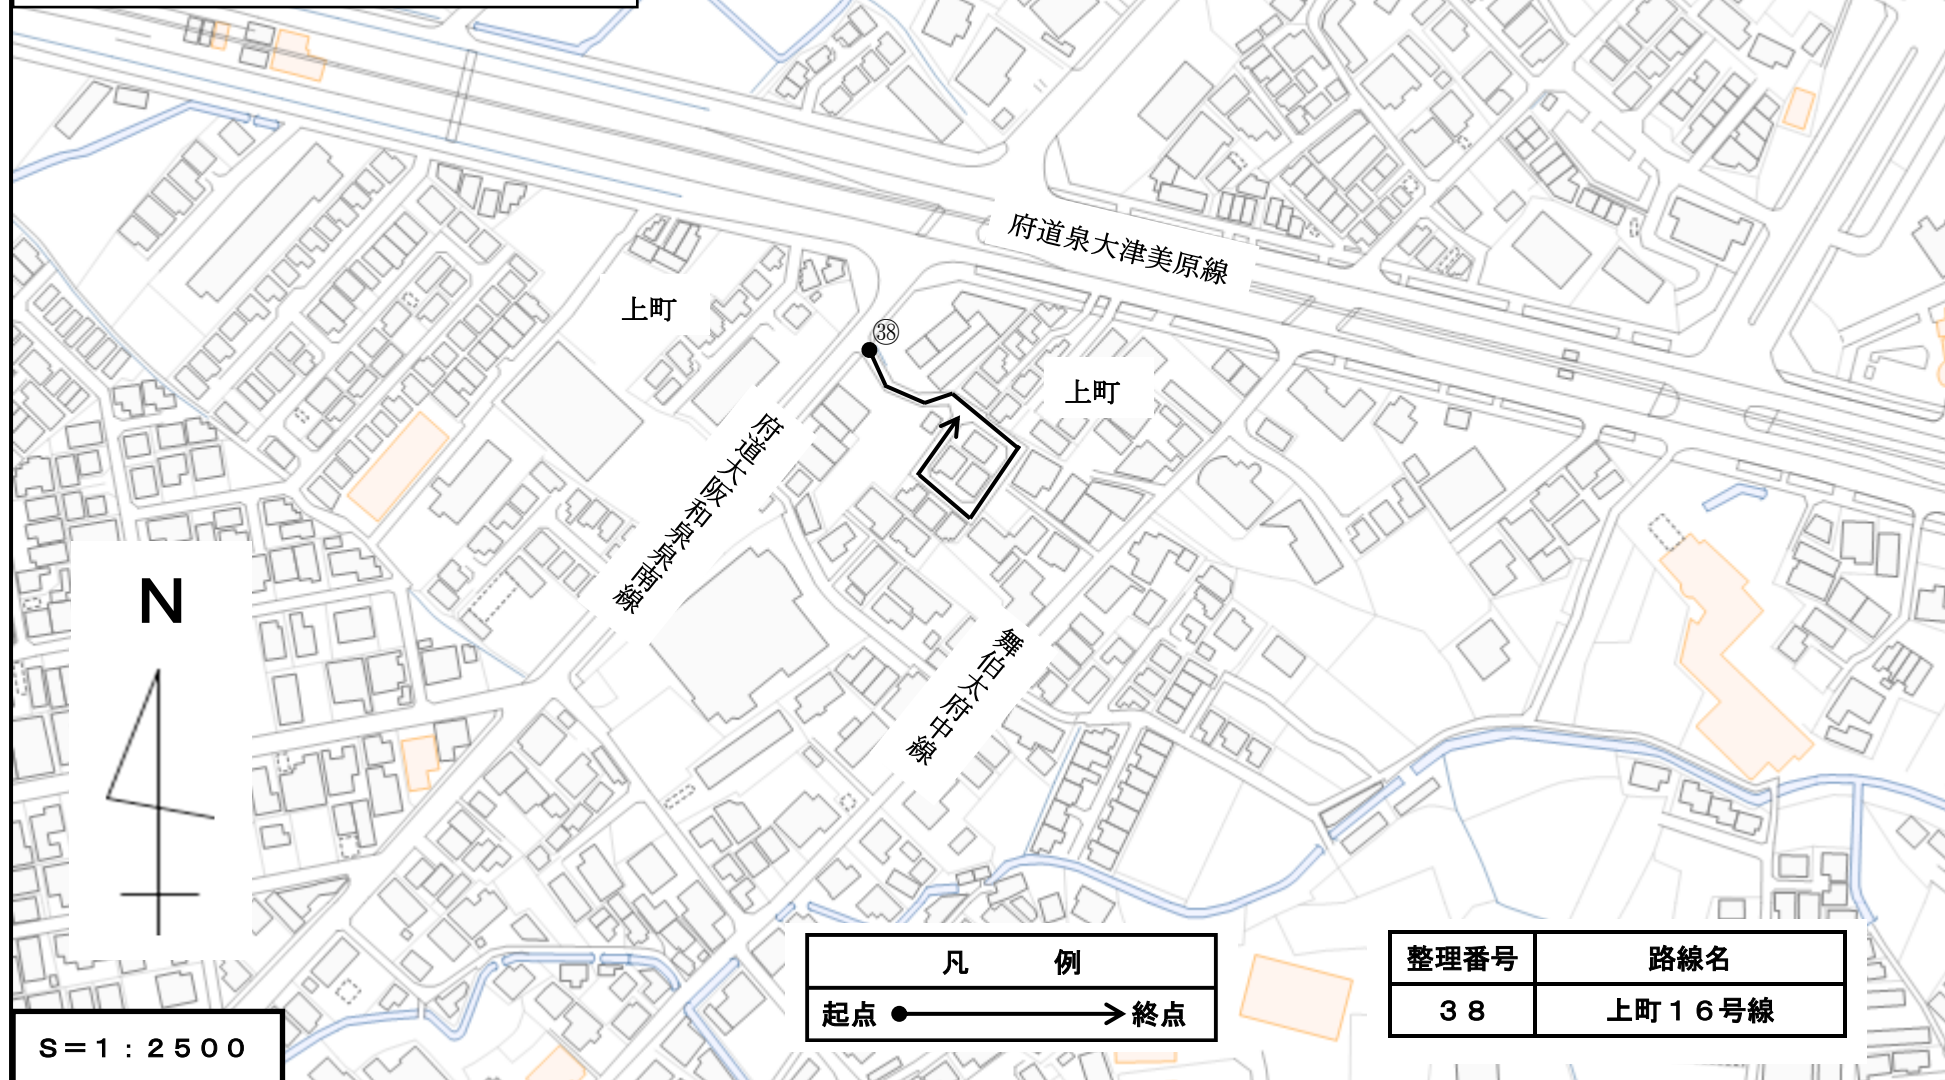 府道泉大津美原線
上町
㊳
上町
府道大阪和泉泉南線
N
舞伯太府中線
凡 例
起点 終点
整理番号 路線名
38 上町16号線
S=1:2500